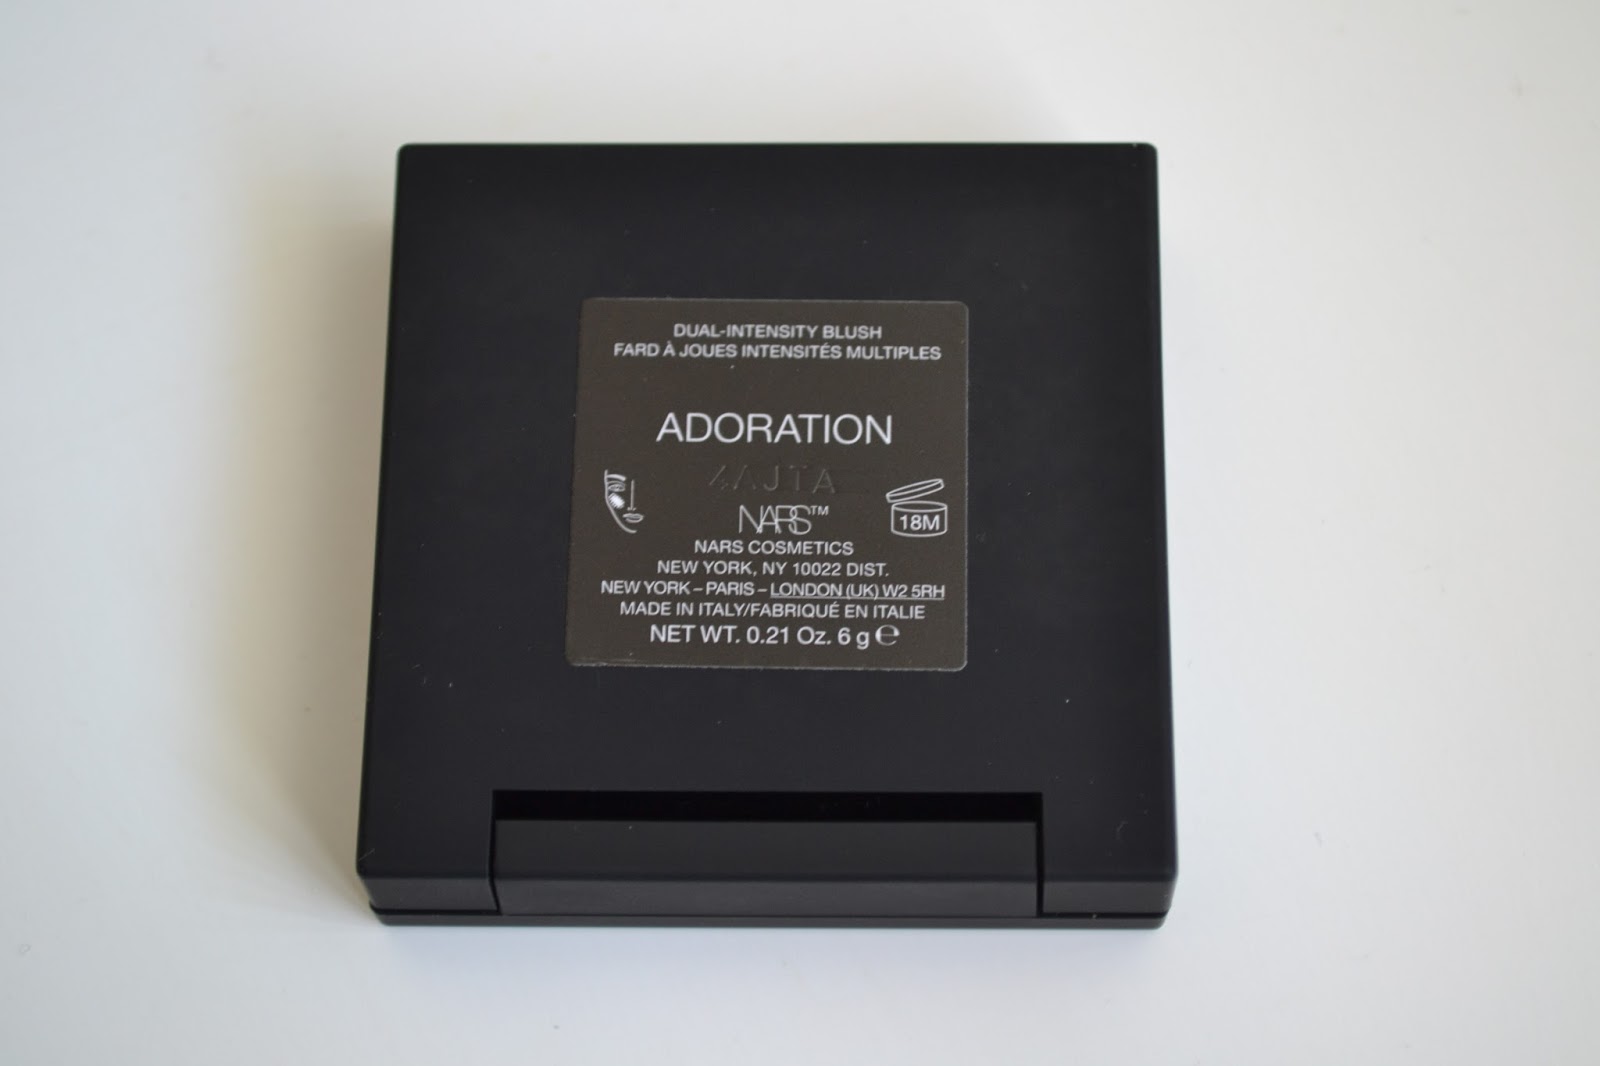 DUAL-INTENSITY BLUSH
FARD À JOUES INTENSITÉS MULTIPLES
ADORATION
4AJTA
NARS™
18M
NARS COSMETICS
NEW YORK, NY 10022 DIST.
NEW YORK – PARIS – LONDON (UK) W2 5RH
MADE IN ITALY/FABRIQUÉ EN ITALIE
NET WT. 0.21 Oz. 6 g ℮